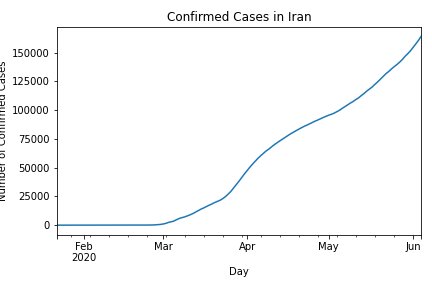 Confirmed Cases in Iran
Number of Confirmed Cases
150000
125000
100000
75000
50000
25000
0
Feb
2020
Mar
Apr
May
Jun
Day